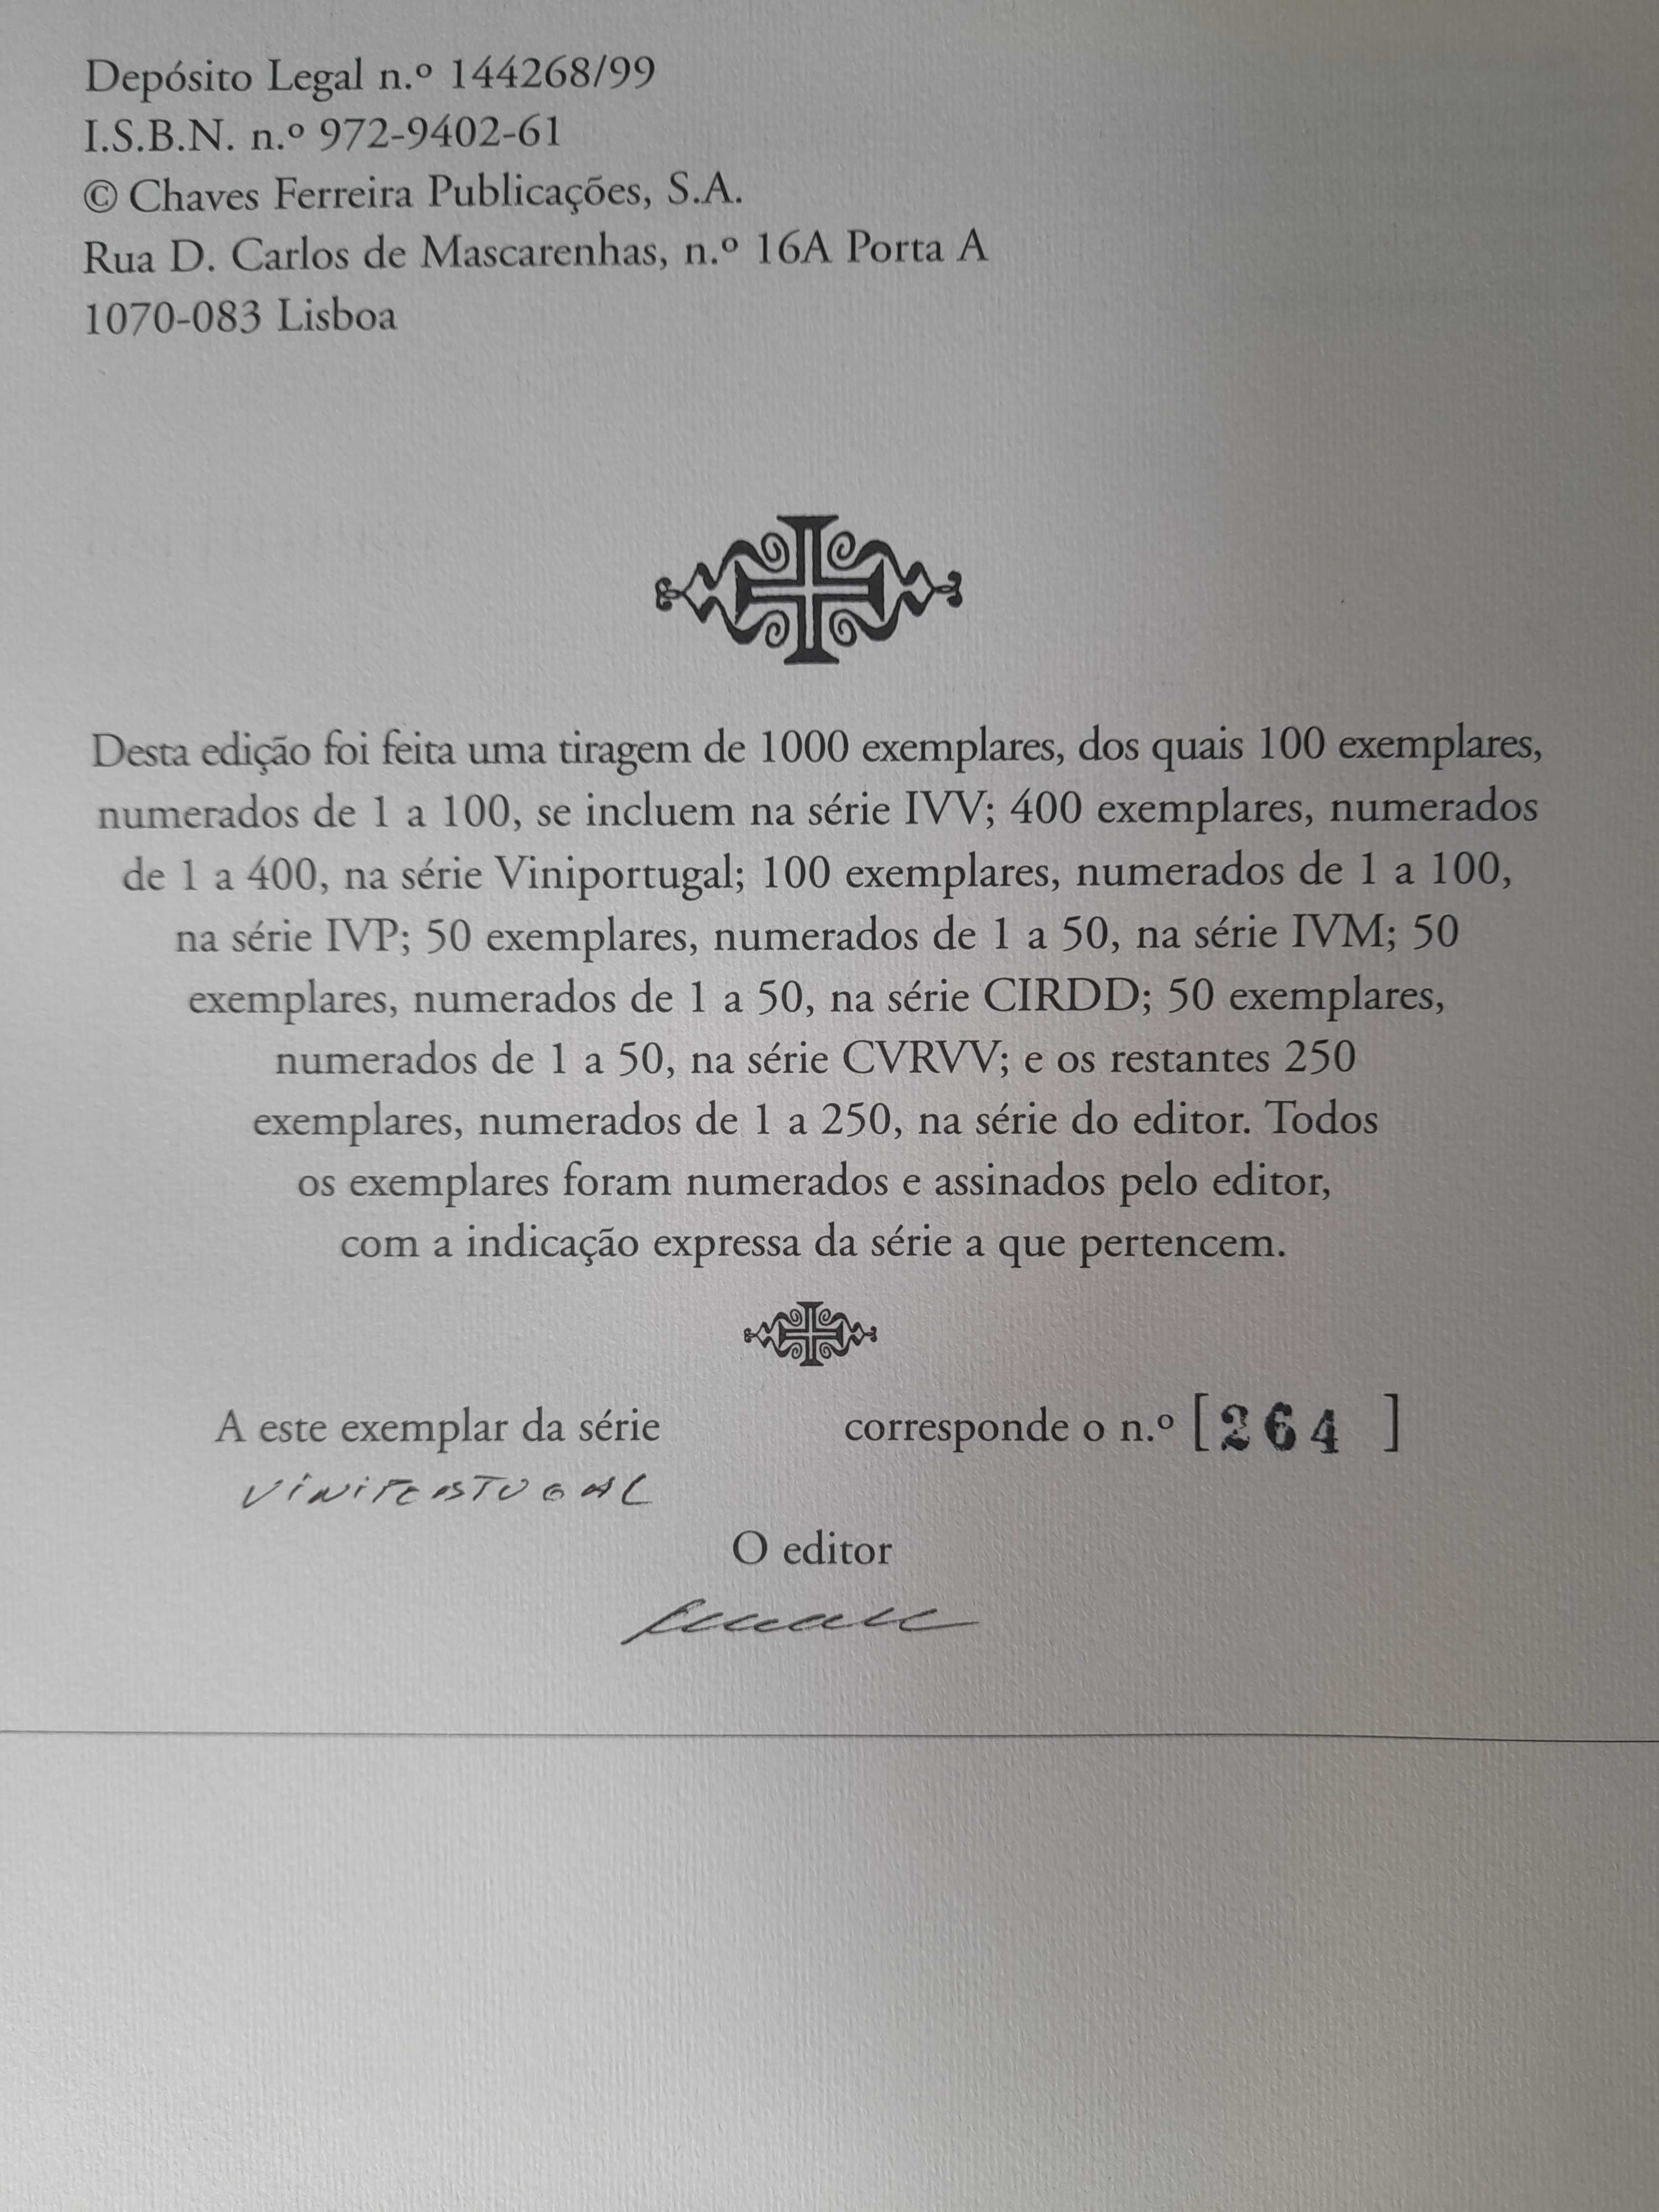 Depósito Legal n.º 144268/99
I.S.B.N. n.º 972-9402-61
© Chaves Ferreira Publicações, S.A.
Rua D. Carlos de Mascarenhas, n.º 16A Porta A
1070-083 Lisboa
Desta edição foi feita uma tiragem de 1000 exemplares, dos quais 100 exemplares,
numerados de 1 a 100, se incluem na série IVV; 400 exemplares, numerados
de 1 a 400, na série Viniportugal; 100 exemplares, numerados de 1 a 100,
na série IVP; 50 exemplares, numerados de 1 a 50, na série IVM; 50
exemplares, numerados de 1 a 50, na série CIRDD; 50 exemplares,
numerados de 1 a 50, na série CVRVV; e os restantes 250
exemplares, numerados de 1 a 250, na série do editor. Todos
os exemplares foram numerados e assinados pelo editor,
com a indicação expressa da série a que pertencem.
A este exemplar da série corresponde o n.º [264 ]
VINIPORTUGAL
O editor